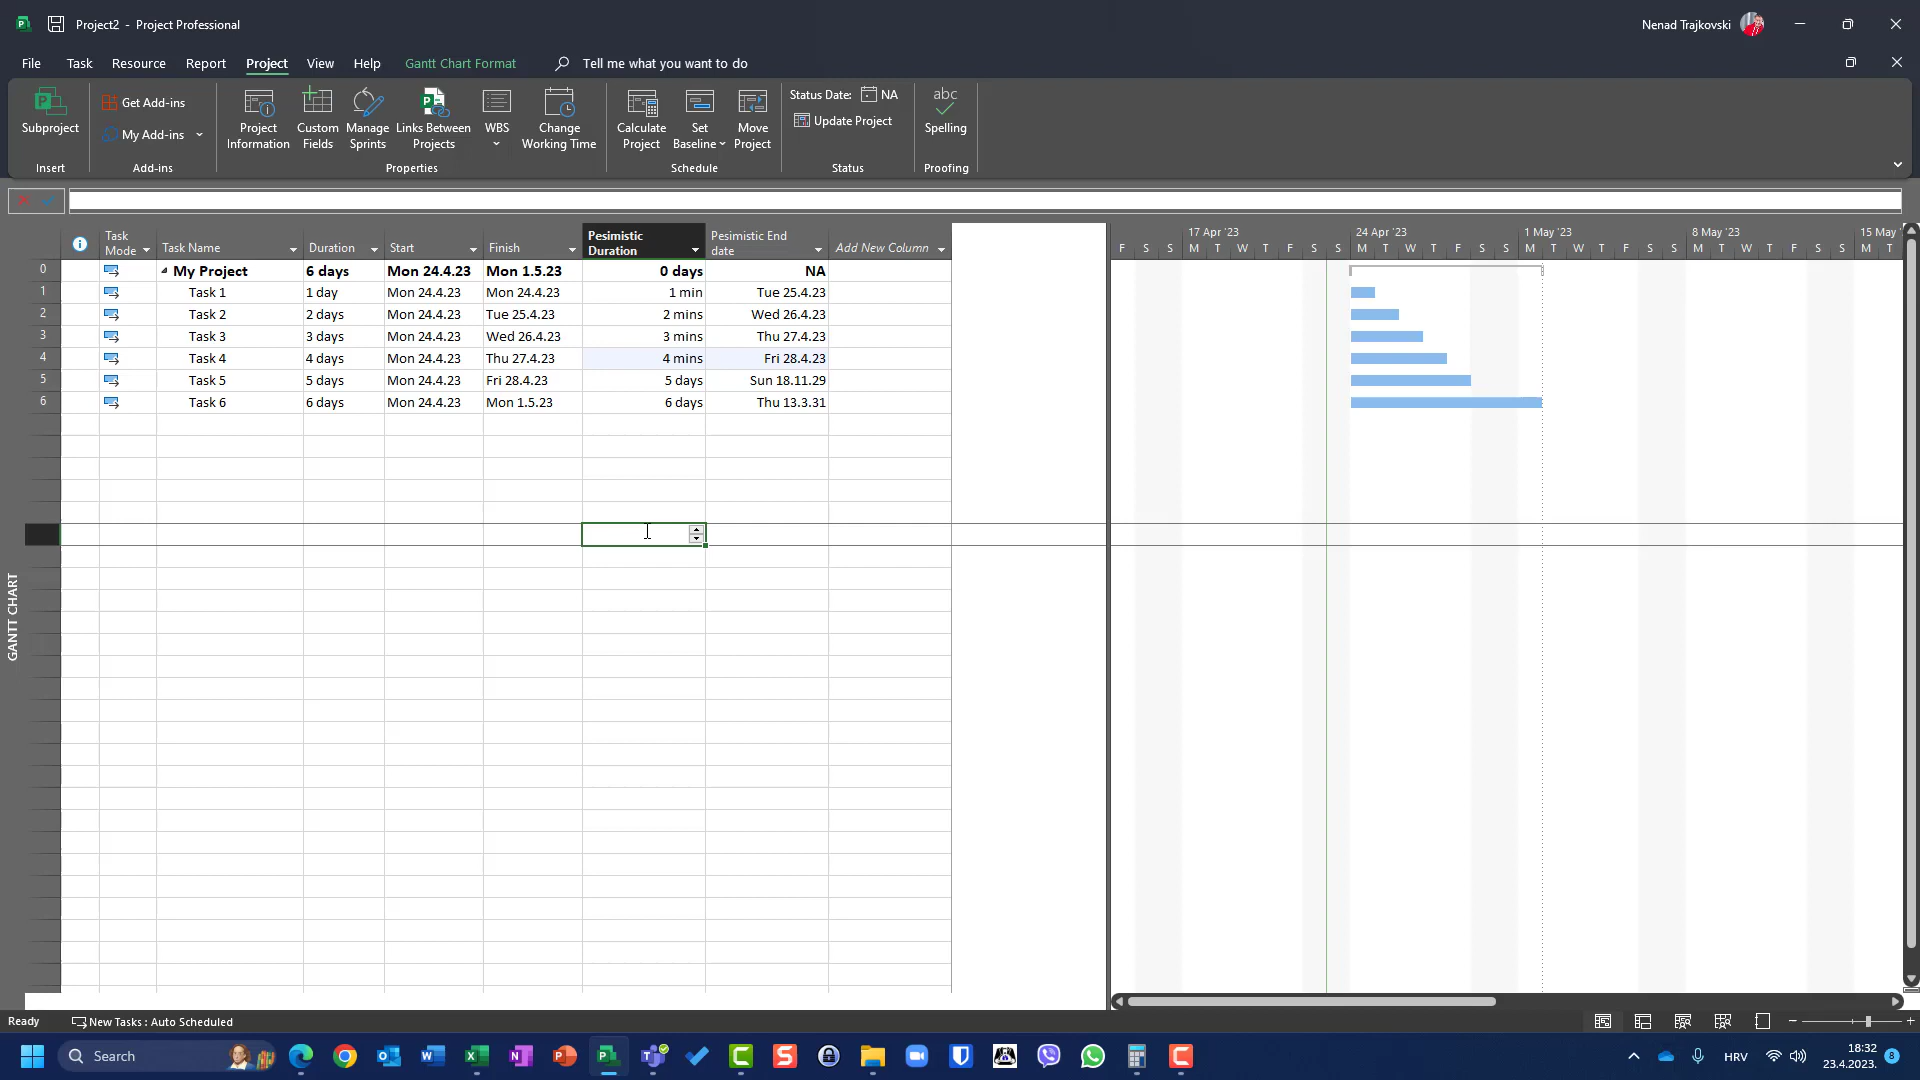 Project2 - Project Professional
Nenad Trajkovski
File Task Resource Report Project View Help Gantt Chart Format Tell me what you want to do
Subproject
Insert
Get Add-ins
My Add-ins
Add-ins
Project Information
Custom Fields
Manage Sprints
Links Between Projects
WBS
Change Working Time
Properties
Calculate Project
Set Baseline
Move Project
Schedule
Status Date: NA
Update Project
Status
abc
Spelling
Proofing
Task Mode Task Name Duration Start Finish Pesimistic Duration Pesimistic End date Add New Column
0 My Project 6 days Mon 24.4.23 Mon 1.5.23 0 days NA
1 Task 1 1 day Mon 24.4.23 Mon 24.4.23 1 min Tue 25.4.23
2 Task 2 2 days Mon 24.4.23 Tue 25.4.23 2 mins Wed 26.4.23
3 Task 3 3 days Mon 24.4.23 Wed 26.4.23 3 mins Thu 27.4.23
4 Task 4 4 days Mon 24.4.23 Thu 27.4.23 4 mins Fri 28.4.23
5 Task 5 5 days Mon 24.4.23 Fri 28.4.23 5 days Sun 18.11.29
6 Task 6 6 days Mon 24.4.23 Mon 1.5.23 6 days Thu 13.3.31
17 Apr '23 24 Apr '23 1 May '23 8 May '23 15 May '
F S S M T W T F S S M T W T F S S M T W T F S S M T W T F S S M T
GANTT CHART
Ready New Tasks : Auto Scheduled
Search
HRV
18:32
23.4.2023.
8